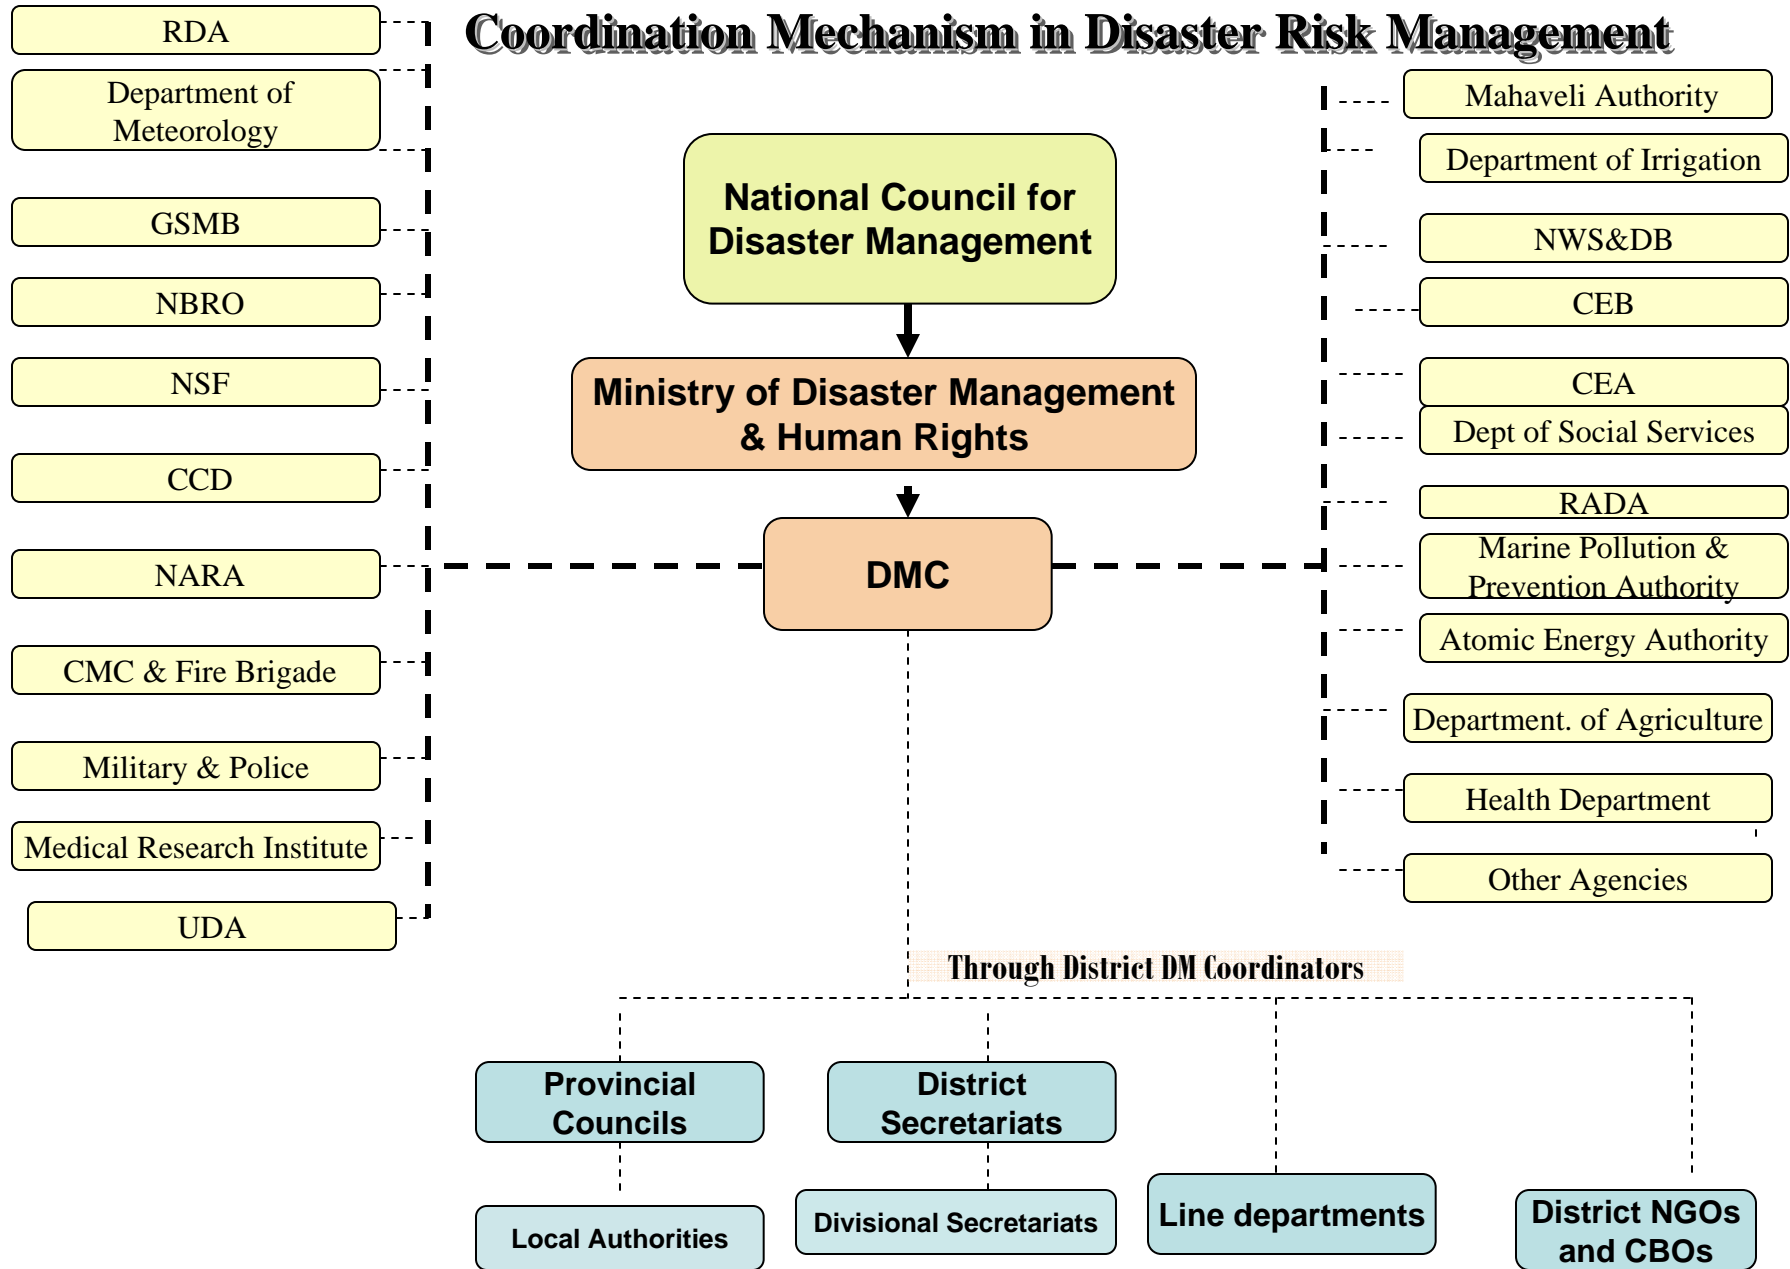 Coordination Mechanism in Disaster Risk Management
RDA
Department of
Meteorology
GSMB
NBRO
NSF
CCD
NARA
CMC & Fire Brigade
Military & Police
Medical Research Institute
UDA
National Council for
Disaster Management
Ministry of Disaster Management
& Human Rights
DMC
Mahaveli Authority
Department of Irrigation
NWS&DB
CEB
CEA
Dept of Social Services
RADA
Marine Pollution &
Prevention Authority
Atomic Energy Authority
Department. of Agriculture
Health Department
Other Agencies
Through District DM Coordinators
Provincial
Councils
District
Secretariats
Local Authorities
Divisional Secretariats
Line departments
District NGOs
and CBOs